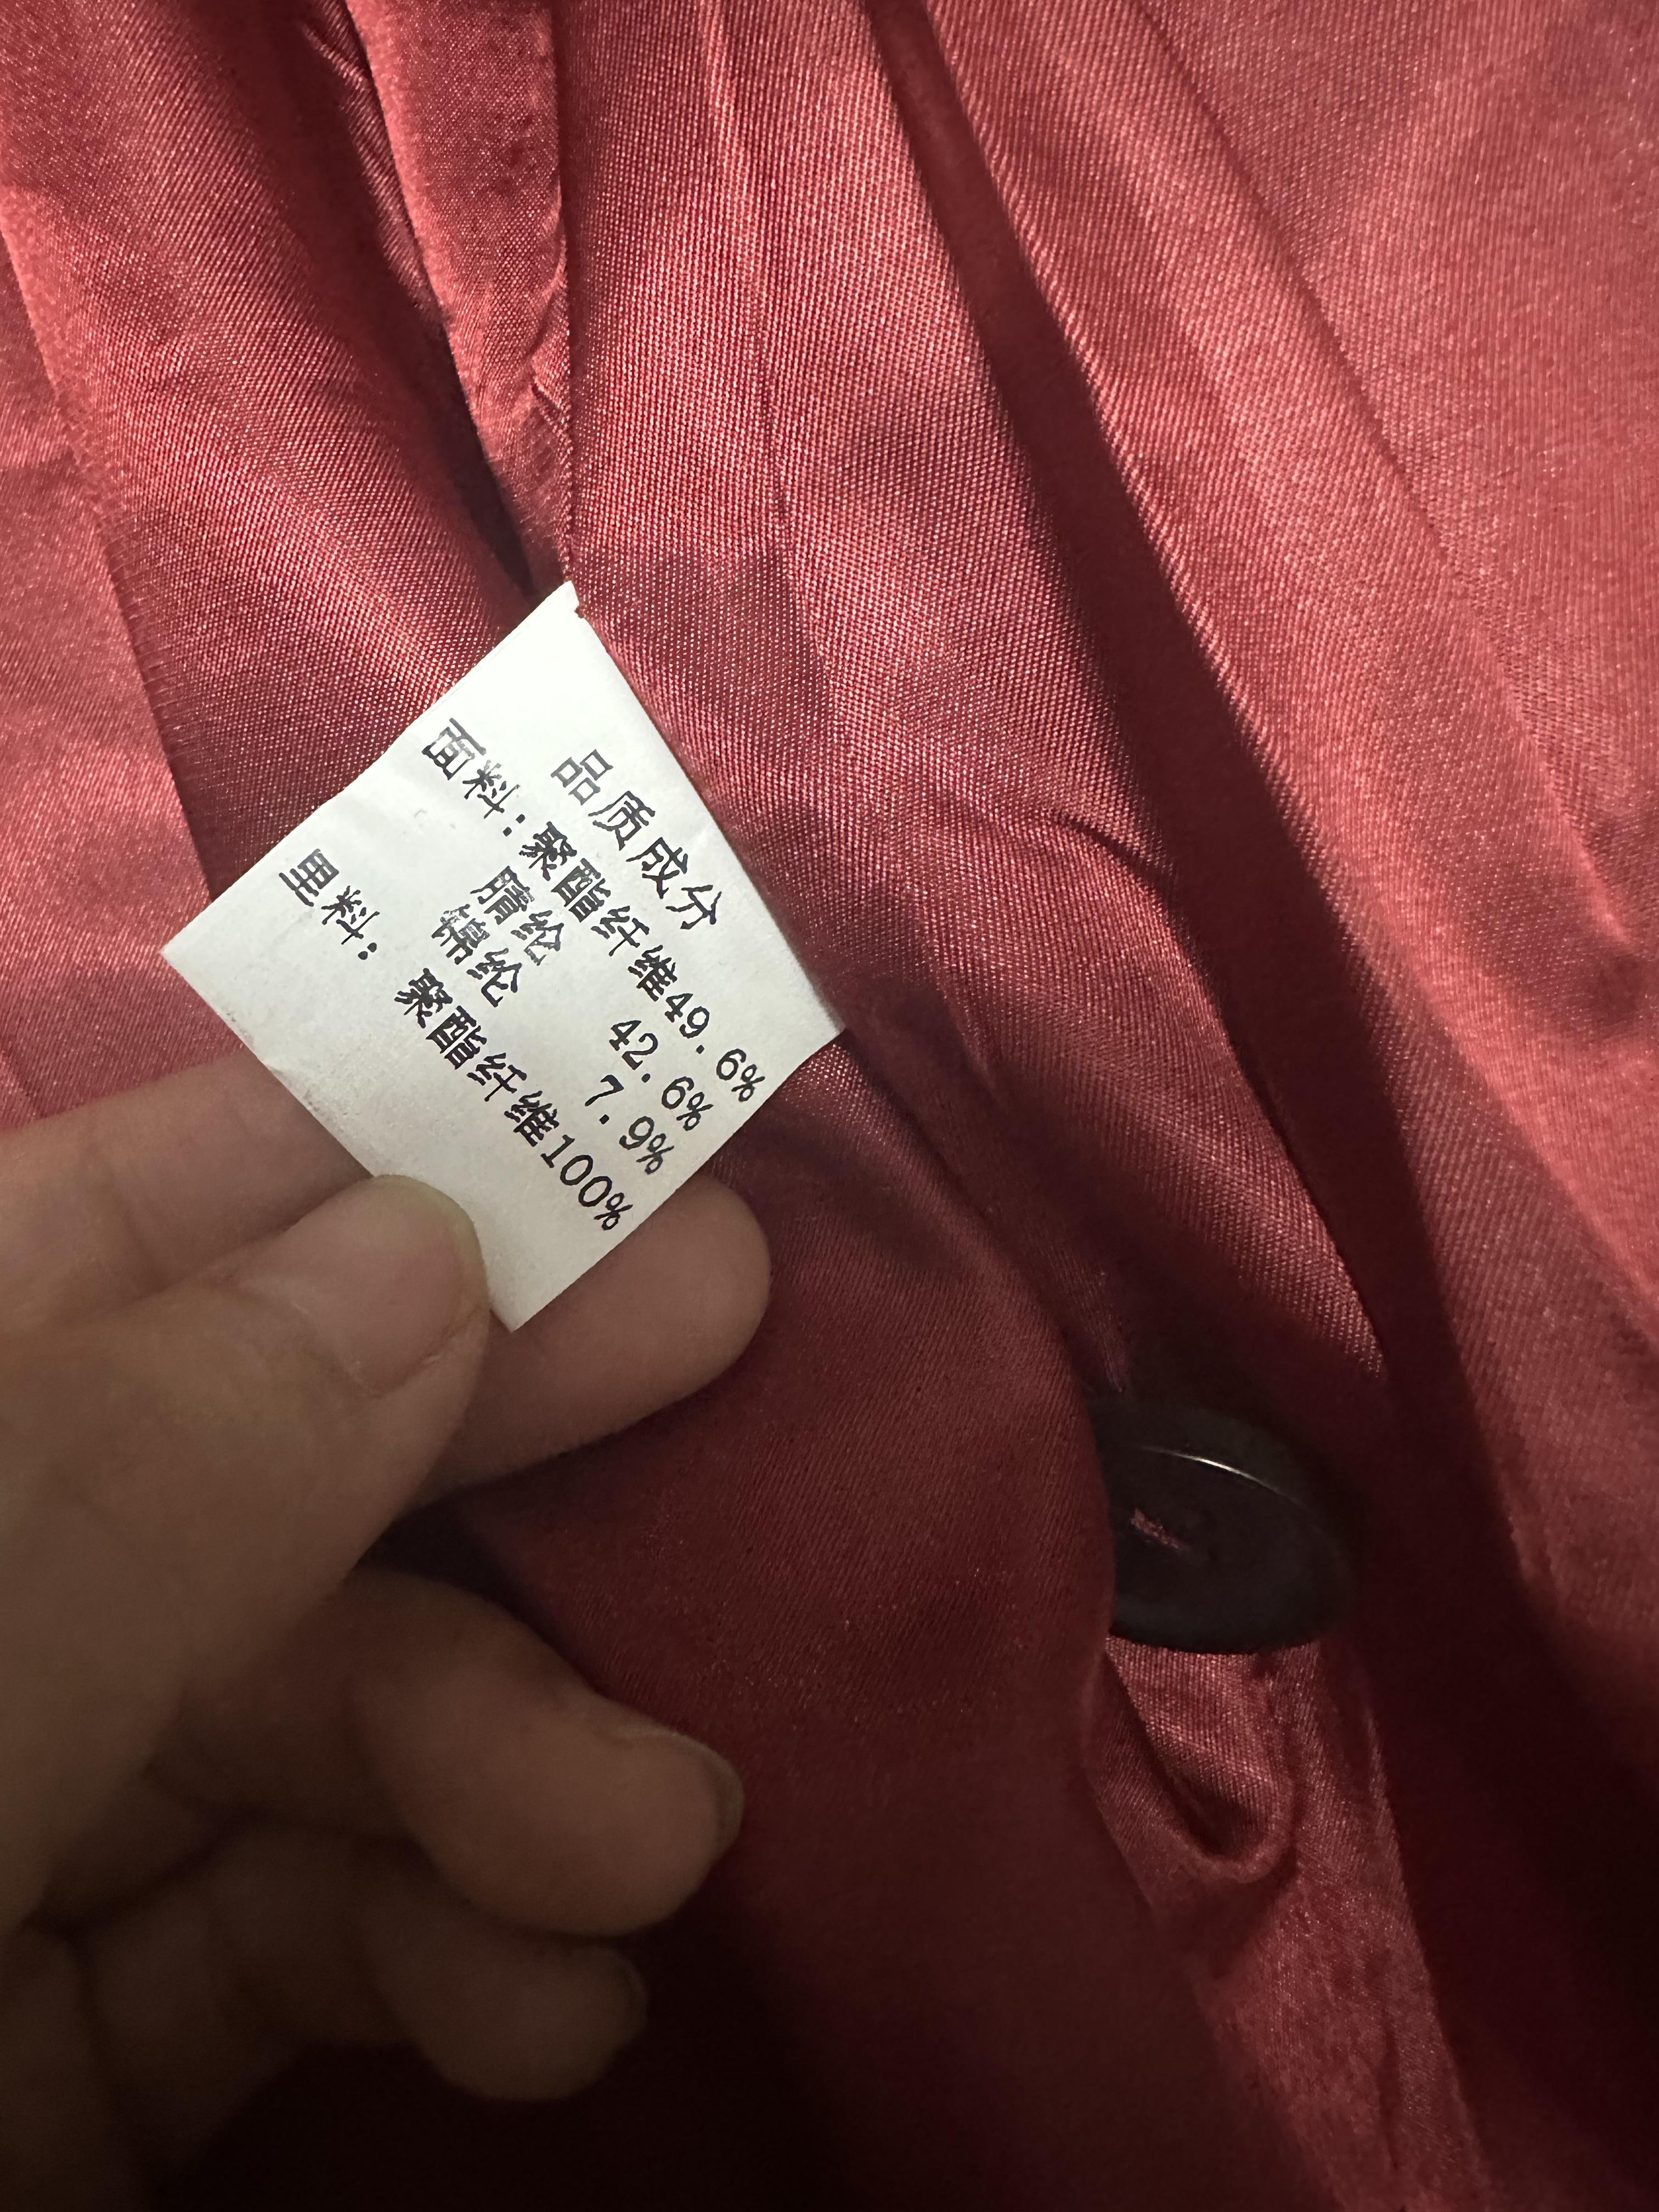 品质成分
面料：聚酯纤维49.6%
腈纶 42.6%
锦纶 7.9%
里料： 聚酯纤维100%